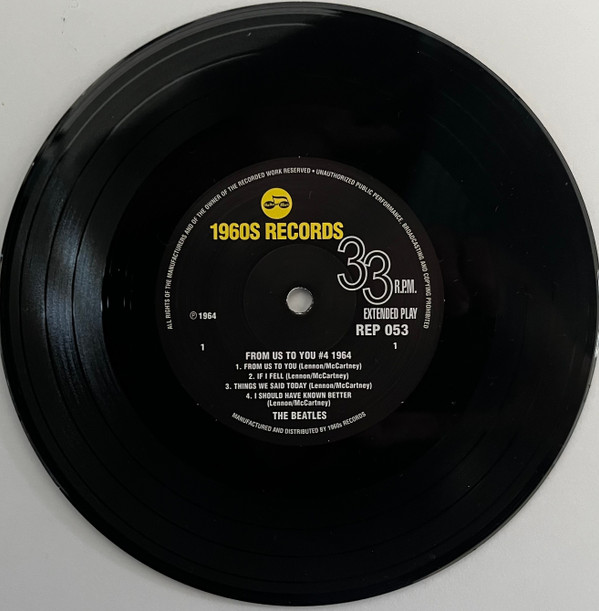 ALL RIGHTS OF THE MANUFACTURERS AND OF THE OWNER OF THE RECORDED WORK RESERVED • UNAUTHORIZED PUBLIC PERFORMANCE, BROADCASTING AND COPYING PROHIBITED
1960S RECORDS
33 R.P.M.
EXTENDED PLAY
REP 053
℗ 1964
1
1
FROM US TO YOU #4 1964
1. FROM US TO YOU (Lennon/McCartney)
2. IF I FELL (Lennon/McCartney)
3. THINGS WE SAID TODAY (Lennon/McCartney)
4. I SHOULD HAVE KNOWN BETTER
(Lennon/McCartney)
THE BEATLES
MANUFACTURED AND DISTRIBUTED BY 1960s RECORDS